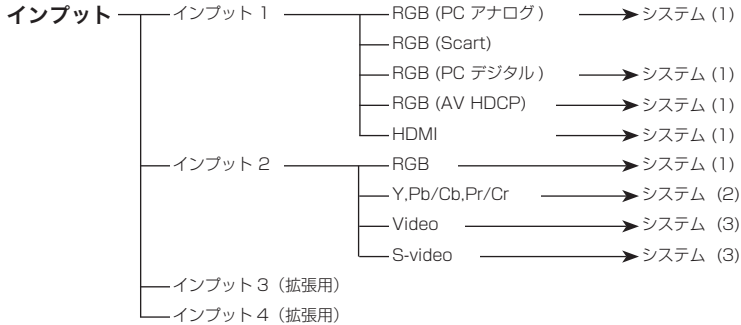 インプット インプット 1 RGB (PC アナログ) システム (1)
RGB (Scart)
RGB (PC デジタル) システム (1)
RGB (AV HDCP) システム (1)
HDMI システム (1)
インプット 2 RGB システム (1)
Y,Pb/Cb,Pr/Cr システム (2)
Video システム (3)
S-video システム (3)
インプット 3（拡張用）
インプット 4（拡張用）